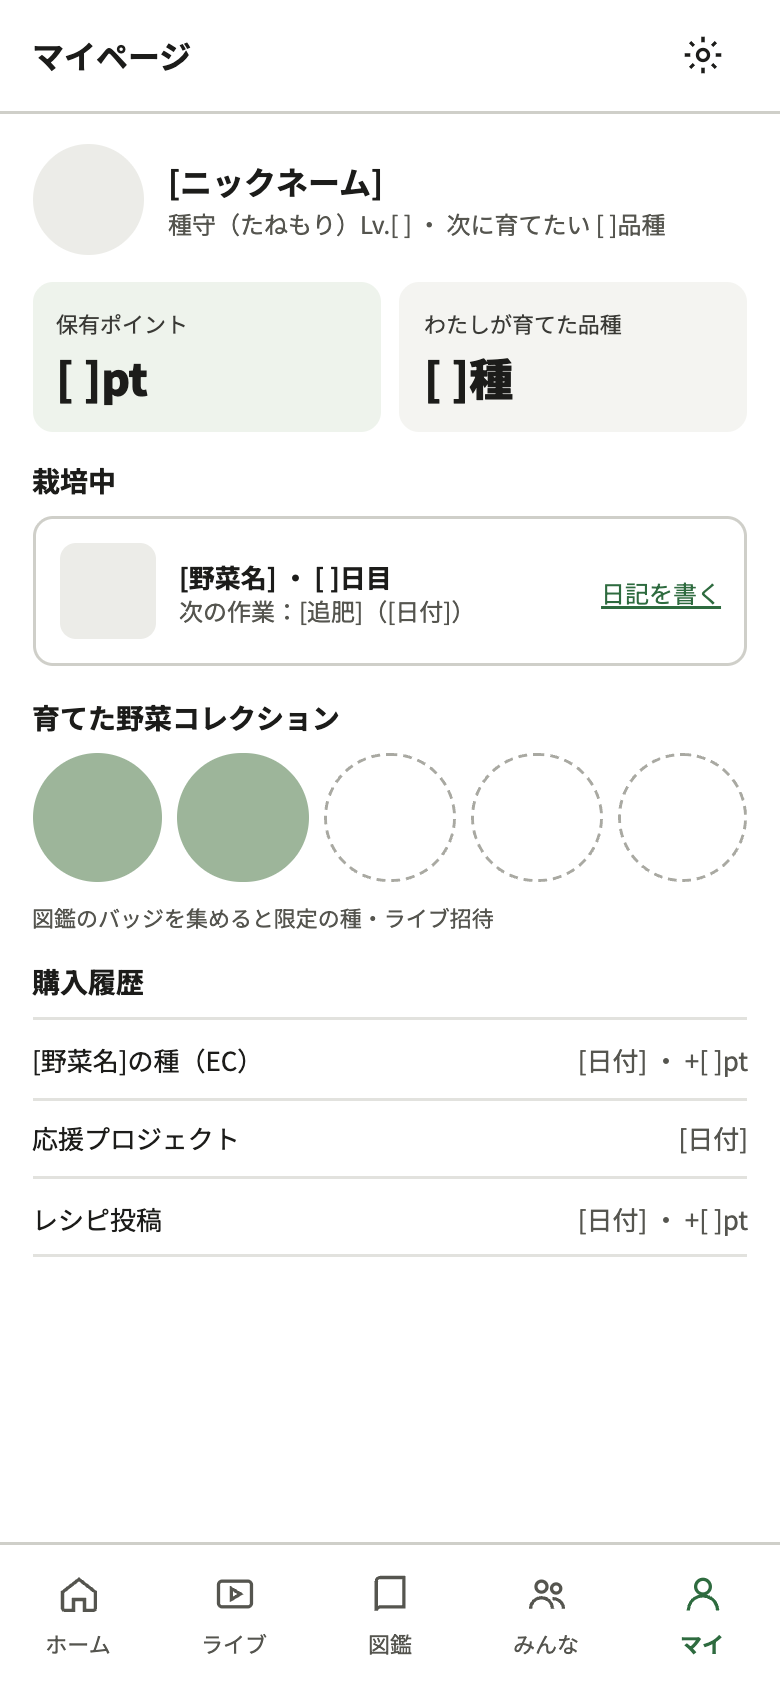 マイページ
[ニックネーム]
種守（たねもり）Lv.[ ] ・ 次に育てたい [ ]品種
保有ポイント
[ ]pt
わたしが育てた品種
[ ]種
栽培中
[野菜名] ・ [ ]日目
次の作業：[追肥]（[日付]）
日記を書く
育てた野菜コレクション
図鑑のバッジを集めると限定の種・ライブ招待
購入履歴
[野菜名]の種（EC） [日付] ・ +[ ]pt
応援プロジェクト [日付]
レシピ投稿 [日付] ・ +[ ]pt
ホーム ライブ 図鑑 みんな マイ